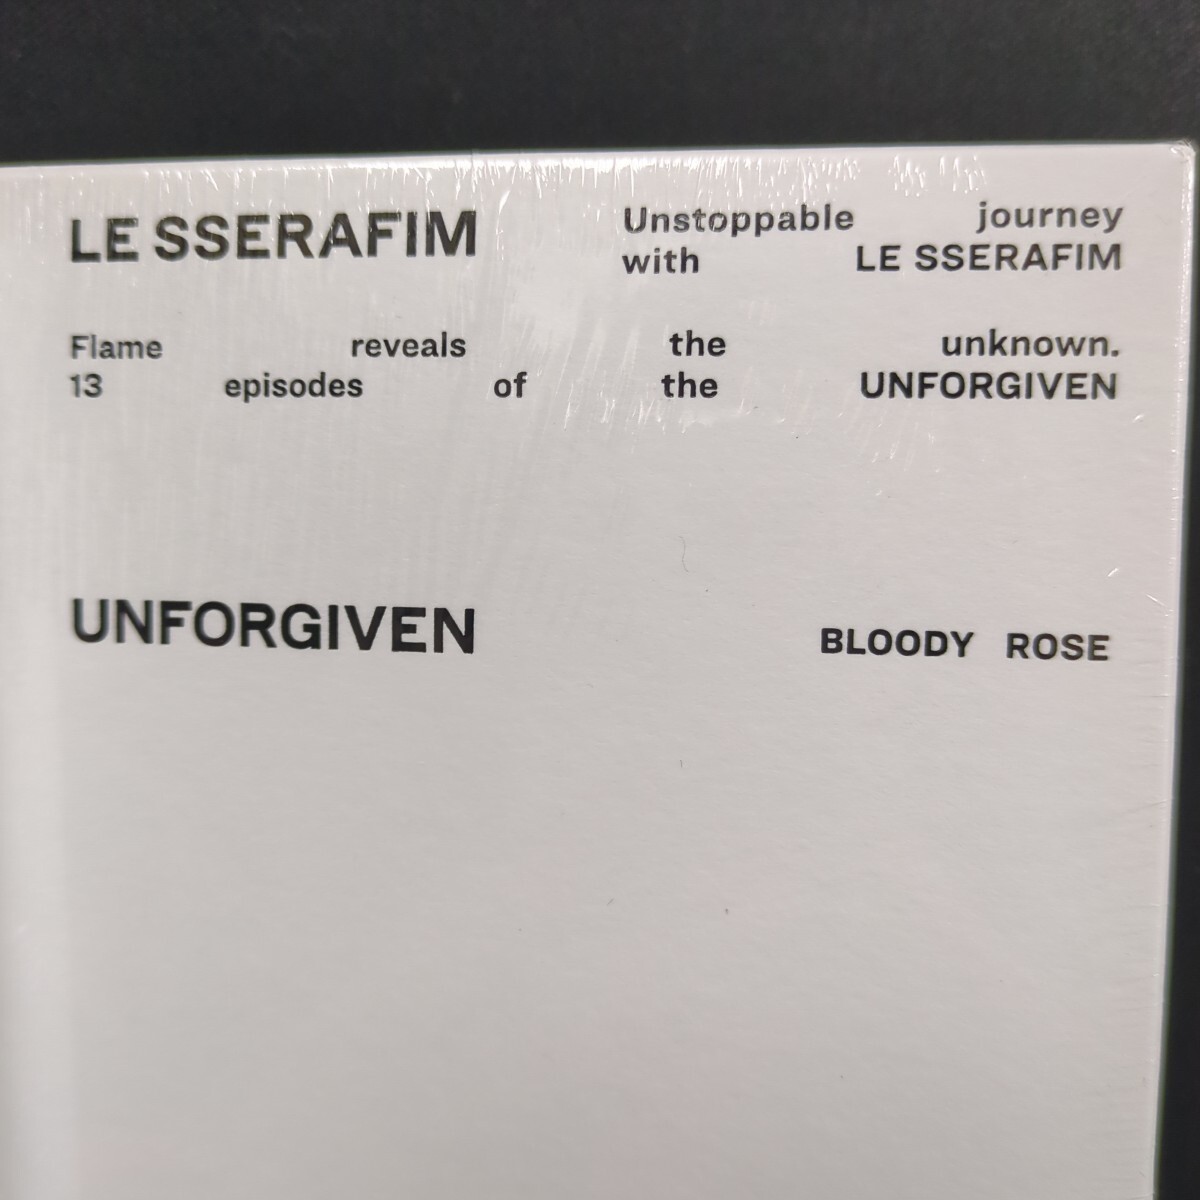 LE SSERAFIM
Unstoppable journey
with LE SSERAFIM
Flame reveals the unknown.
13 episodes of the UNFORGIVEN
UNFORGIVEN
BLOODY ROSE